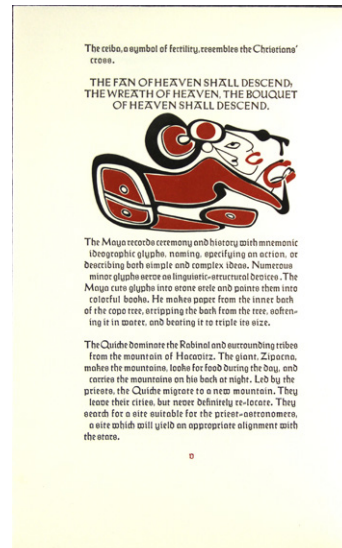 The ceiba, a symbol of fertility, resembles the Christians'
cross.
THE FAN OF HEAVEN SHALL DESCEND,
THE WREATH OF HEAVEN, THE BOUQUET
OF HEAVEN SHALL DESCEND.
The Maya records ceremony and history with mnemonic
ideographic glyphs, naming, specifying an action, or
describing both simple and complex ideas. Numerous
minor glyphs serve as linguistic-structural devices. The
Maya cuts glyphs into stone stele and paints them into
colorful books. He makes paper from the inner bark
of the copo tree, stripping the bark from the tree, soften-
ing it in water, and beating it to triple its size.
The Quiche dominate the Rabinal and surrounding tribes
from the mountain of Hacavitz. The giant, Zipacna,
makes the mountains, looks for food during the day, and
carries the mountains on his back at night. Led by the
priests, the Quiche migrate to a new mountain. They
leave their cities, but never definitely re-locate. They
search for a site suitable for the priest-astronomers,
a site which will yield an appropriate alignment with
the stars.